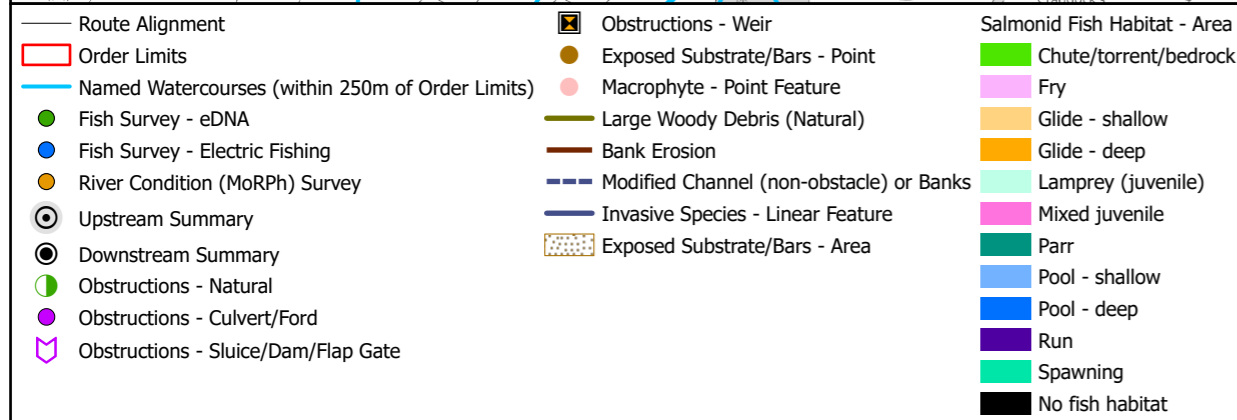 Route Alignment
Order Limits
Named Watercourses (within 250m of Order Limits)
Fish Survey - eDNA
Fish Survey - Electric Fishing
River Condition (MoRPh) Survey
Upstream Summary
Downstream Summary
Obstructions - Natural
Obstructions - Culvert/Ford
Obstructions - Sluice/Dam/Flap Gate
Obstructions - Weir
Exposed Substrate/Bars - Point
Macrophyte - Point Feature
Large Woody Debris (Natural)
Bank Erosion
Modified Channel (non-obstacle) or Banks
Invasive Species - Linear Feature
Exposed Substrate/Bars - Area
Salmonid Fish Habitat - Area
Chute/torrent/bedrock
Fry
Glide - shallow
Glide - deep
Lamprey (juvenile)
Mixed juvenile
Parr
Pool - shallow
Pool - deep
Run
Spawning
No fish habitat